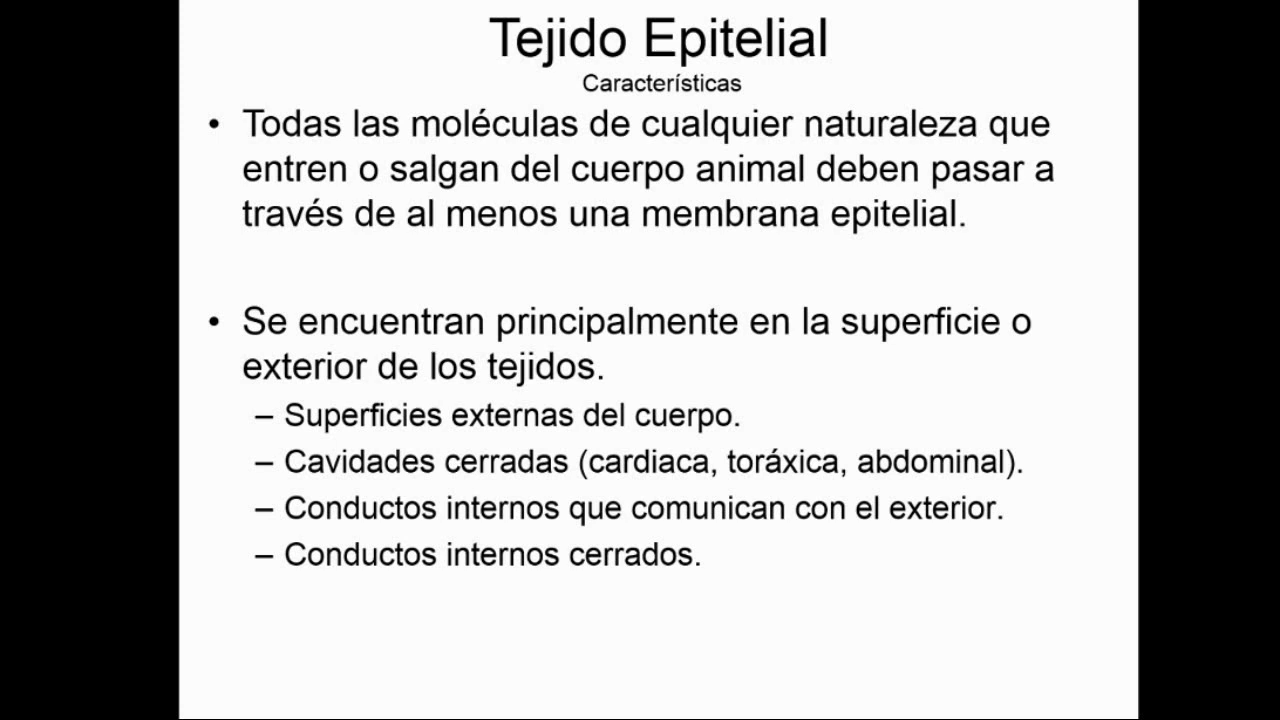 Tejido Epitelial
Características
• Todas las moléculas de cualquier naturaleza que
entren o salgan del cuerpo animal deben pasar a
través de al menos una membrana epitelial.
• Se encuentran principalmente en la superficie o
exterior de los tejidos.
– Superficies externas del cuerpo.
– Cavidades cerradas (cardiaca, toráxica, abdominal).
– Conductos internos que comunican con el exterior.
– Conductos internos cerrados.